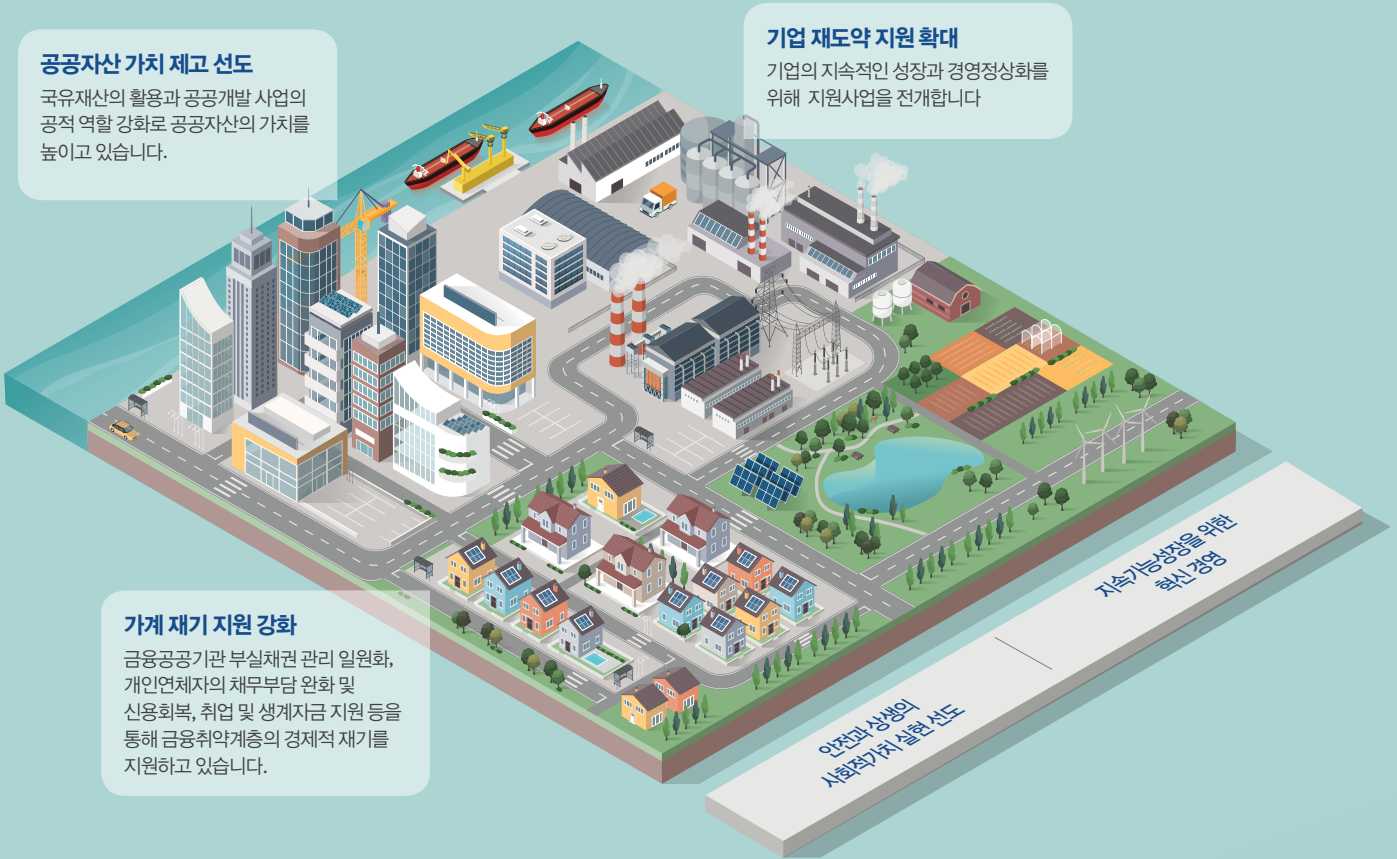 공공자산 가치 제고 선도
국유재산의 활용과 공공개발 사업의
공적 역할 강화로 공공자산의 가치를
높이고 있습니다.
기업 재도약 지원 확대
기업의 지속적인 성장과 경영정상화를
위해 지원사업을 전개합니다
가계 재기 지원 강화
금융공공기관 부실채권 관리 일원화,
개인연체자의 채무부담 완화 및
신용회복, 취업 및 생계자금 지원 등을
통해 금융취약계층의 경제적 재기를
지원하고 있습니다.
안전과 상생의
사회적가치 실현 선도
지속가능성장을 위한
혁신 경영